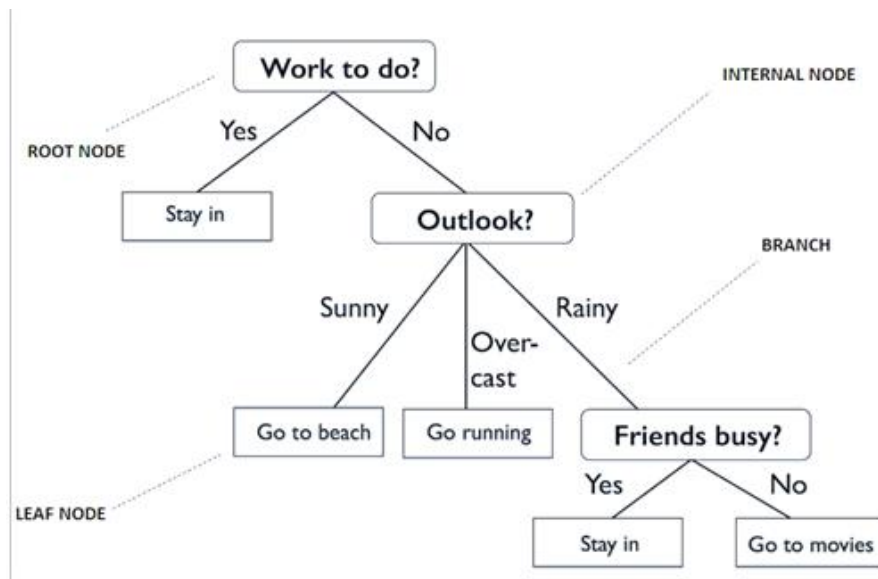 Work to do?
INTERNAL NODE
Yes
No
ROOT NODE
Stay in
Outlook?
BRANCH
Sunny
Rainy
Over-
cast
Go to beach
Go running
Friends busy?
Yes
No
LEAF NODE
Stay in
Go to movies